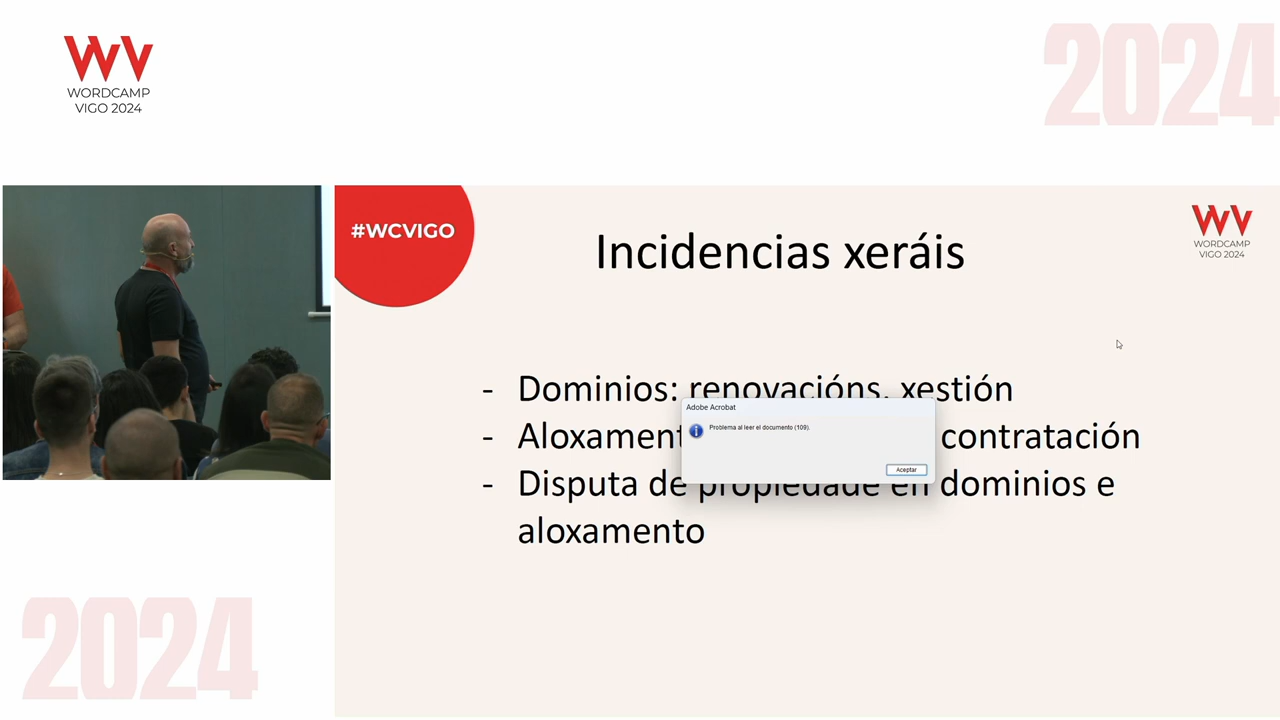 WORDCAMP
VIGO 2024
2024
#WCVIGO
Incidencias xeráis
WORDCAMP
VIGO 2024
- Dominios: renovacións, xestión
Adobe Acrobat
Problema al leer el documento (109).
Aceptar
- Aloxament contratación
- Disputa de propiedade en dominios e
aloxamento
2024